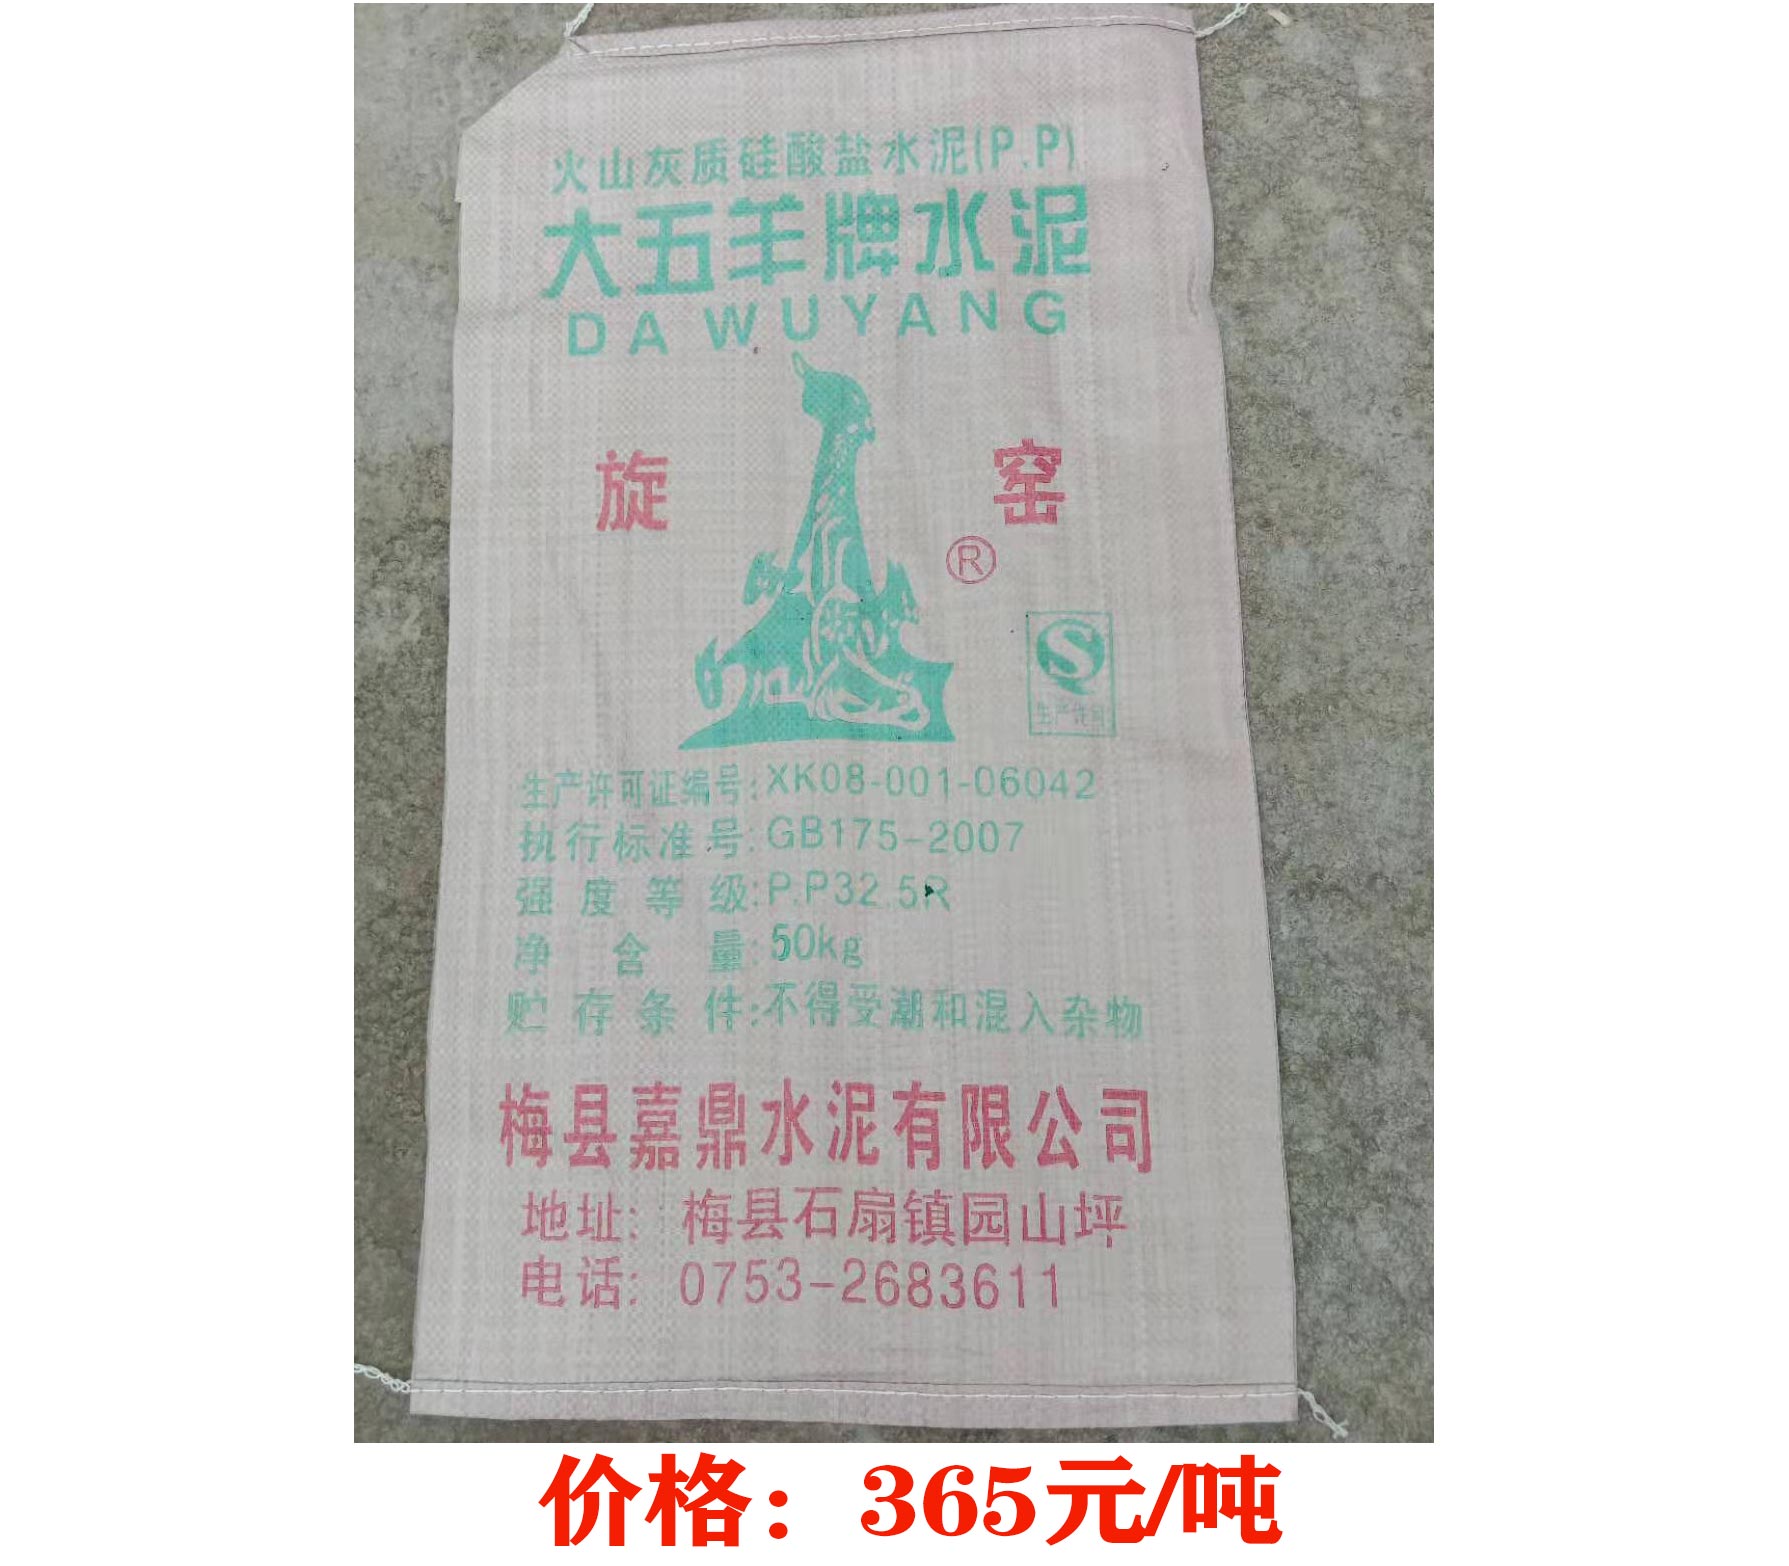 火山灰质硅酸盐水泥(P.P)
大五羊牌水泥
DA WUYANG
旋 窑
®
生产许可
生产许可证编号:XK08-001-06042
执行标准号:GB175-2007
强度等级:P.P32.5R
净含量:50kg
贮存条件:不得受潮和混入杂物
梅县嘉鼎水泥有限公司
地址: 梅县石扇镇园山坪
电话: 0753-2683611
价格：365元/吨